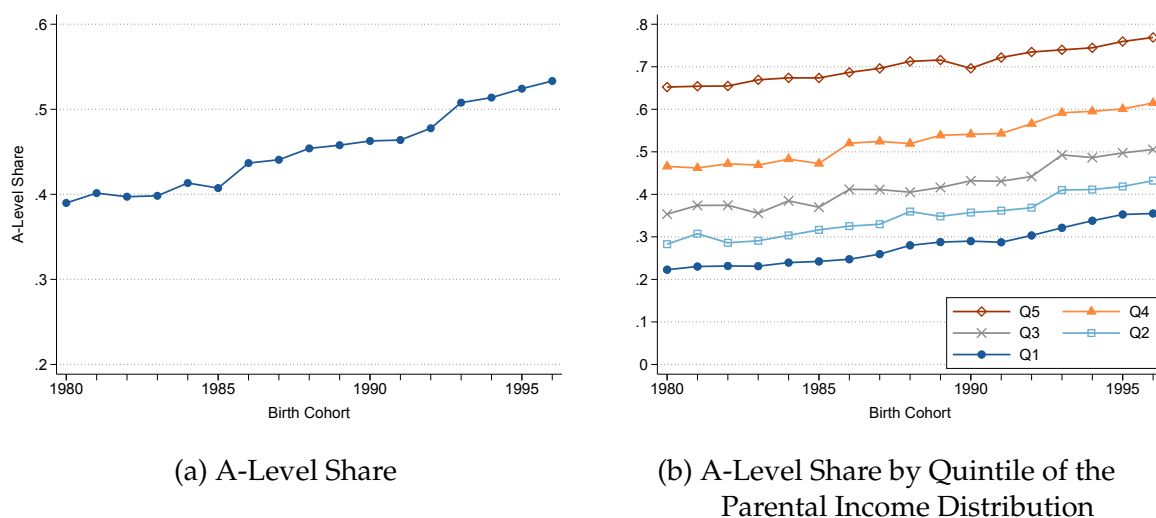 .6
.5
.4
.3
.2
A-Level Share
1980
1985
1990
1995
Birth Cohort
(a) A-Level Share
.8
.7
.6
.5
.4
.3
.2
.1
0
Q5 Q4
Q3 Q2
Q1
1980
1985
1990
1995
Birth Cohort
(b) A-Level Share by Quintile of the
Parental Income Distribution